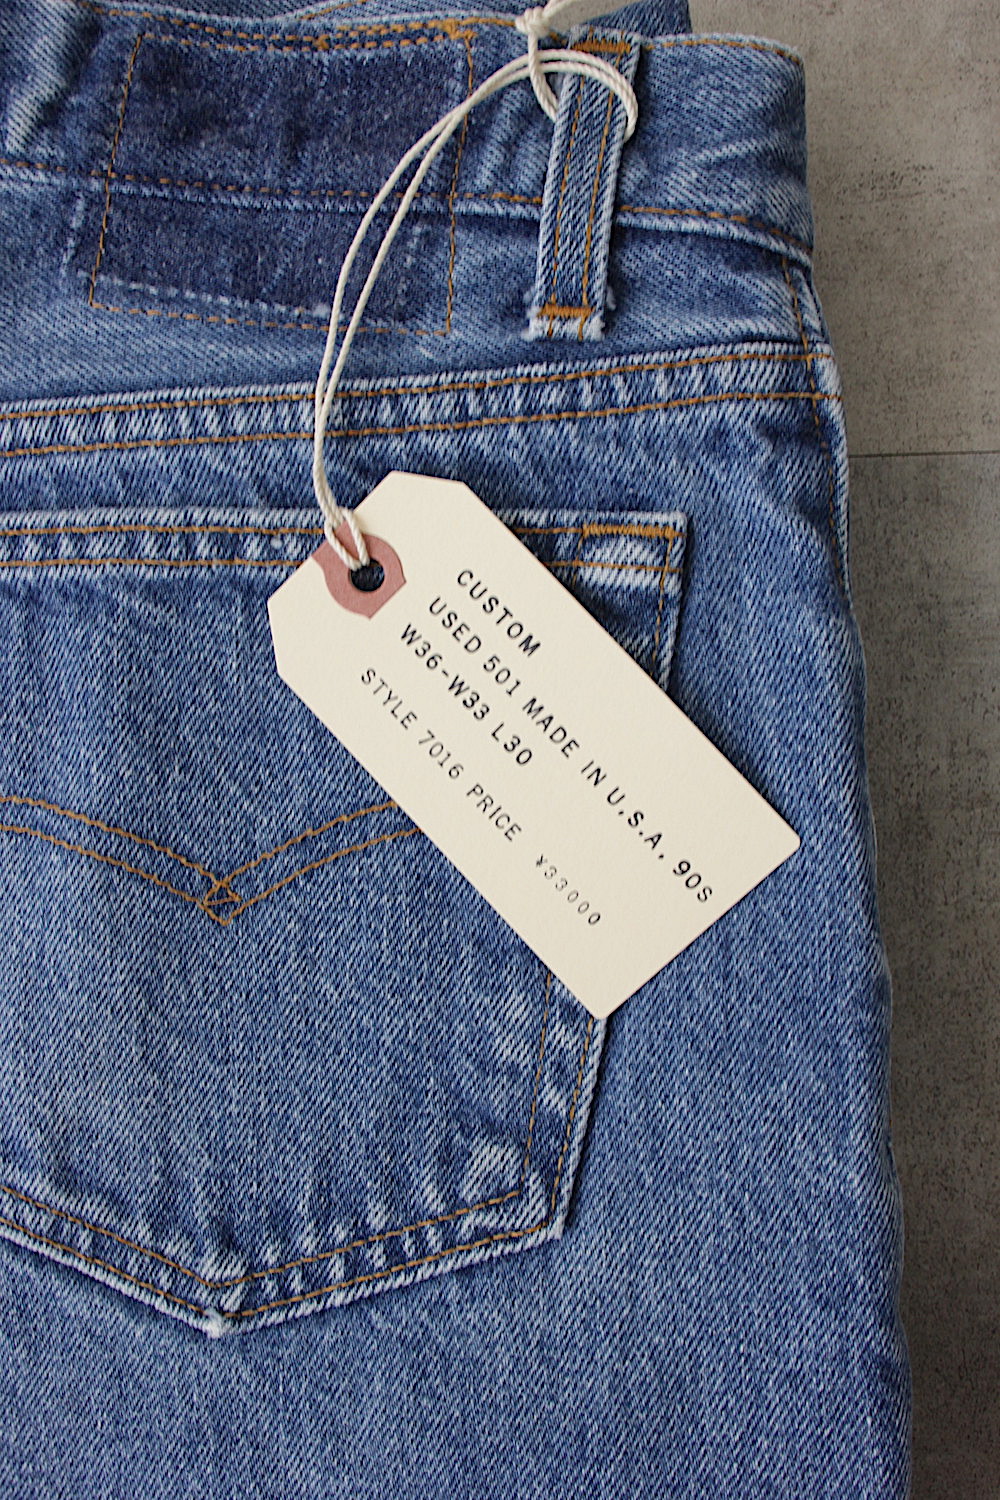 CUSTOM
USED 501 MADE IN U.S.A. 90S
W36-W33 L30
STYLE 7016 PRICE ¥33000